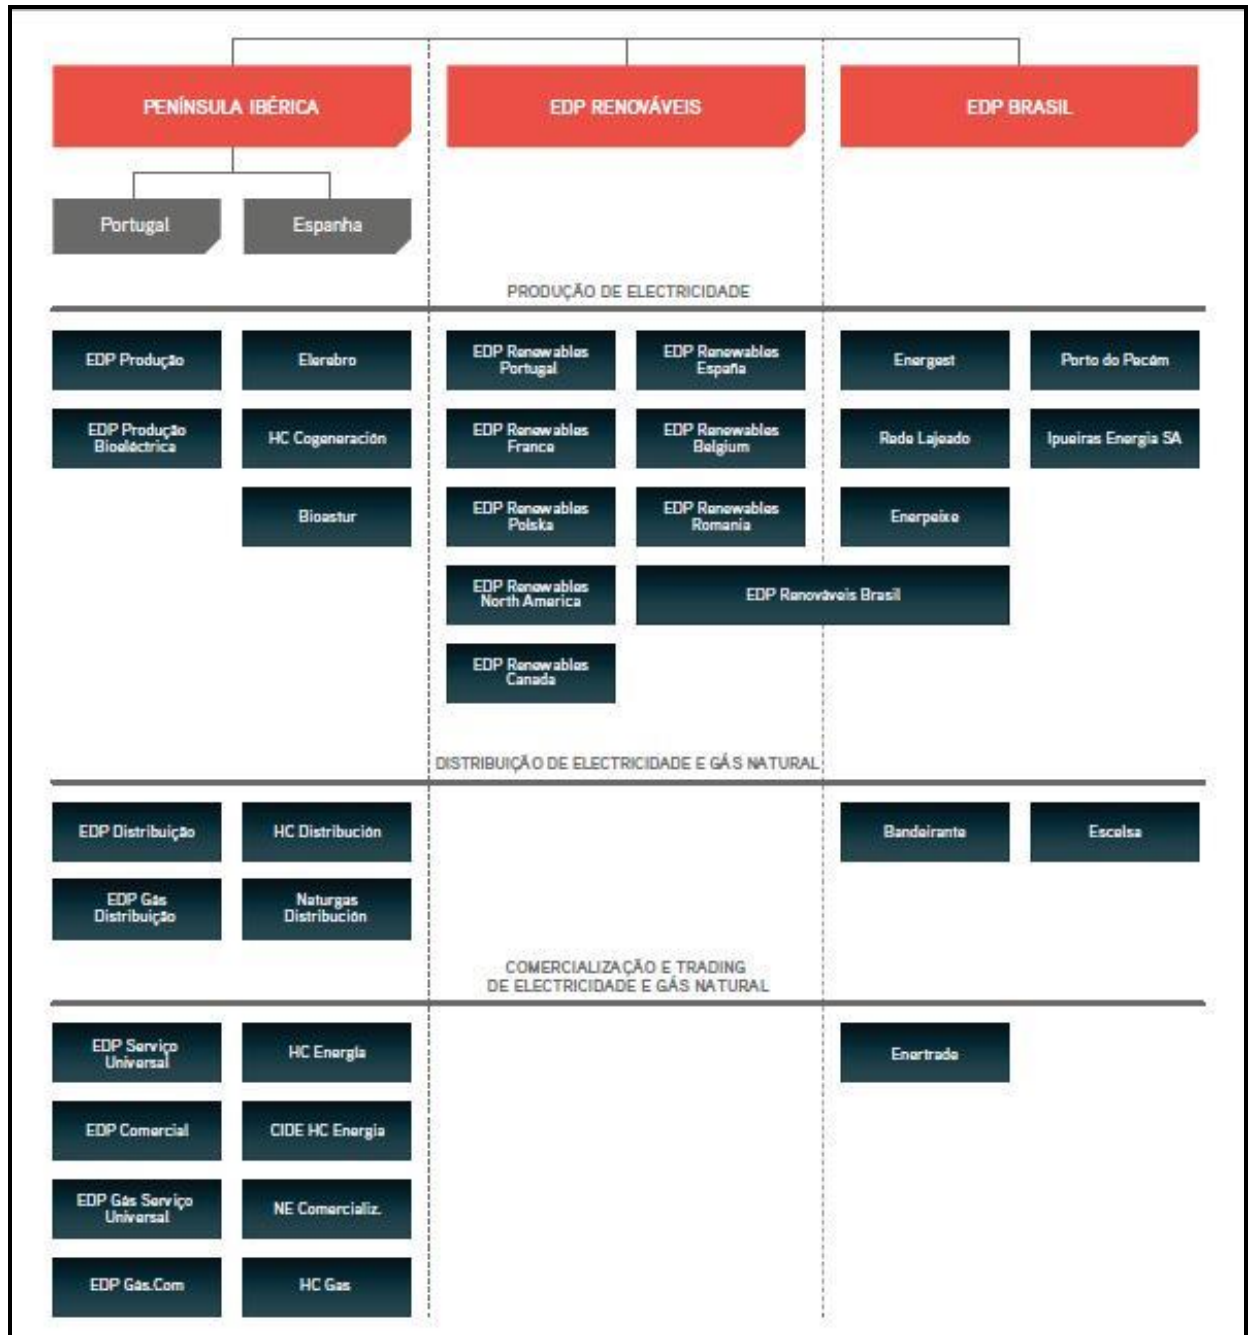 PENÍNSULA IBÉRICA
EDP RENOVÁVEIS
EDP BRASIL
Portugal
Espanha
PRODUÇÃO DE ELECTRICIDADE
EDP Produção
Elerebro
EDP Renewables
Portugal
EDP Renewables
España
Energest
Porto do Pecém
EDP Produção
Bioeléctrica
HC Cogeneración
EDP Renewables
France
EDP Renewables
Belgium
Rede Lajeado
Ipueiras Energia SA
Bioastur
EDP Renewables
Polska
EDP Renewables
Romania
Enerpeixe
EDP Renewables
North America
EDP Renováveis Brasil
EDP Renewables
Canada
DISTRIBUIÇÃO DE ELECTRICIDADE E GÁS NATURAL
EDP Distribuição
HC Distribución
Bandeirante
Escelsa
EDP Gás
Distribuição
Naturgas
Distribución
COMERCIALIZAÇÃO E TRADING
DE ELECTRICIDADE E GÁS NATURAL
EDP Serviço
Universal
HC Energía
Enertrade
EDP Comercial
CIDE HC Energia
EDP Gás Serviço
Universal
NE Comercializ.
EDP Gás.Com
HC Gas